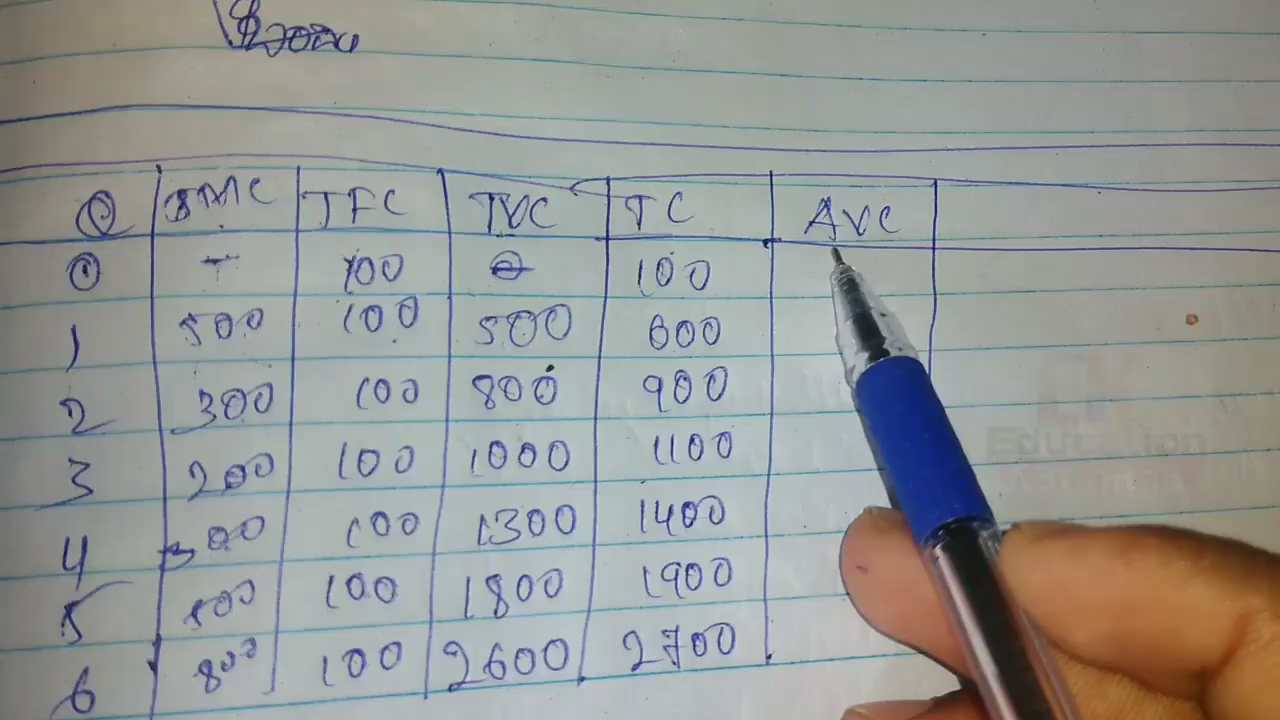 Q SMC TFC TVC TC AVC
0 - 100 0 100
1 500 100 500 600
2 300 100 800 900
3 200 100 1000 1100
4 300 100 1300 1400
5 500 100 1800 1900
6 800 100 2600 2700
Education